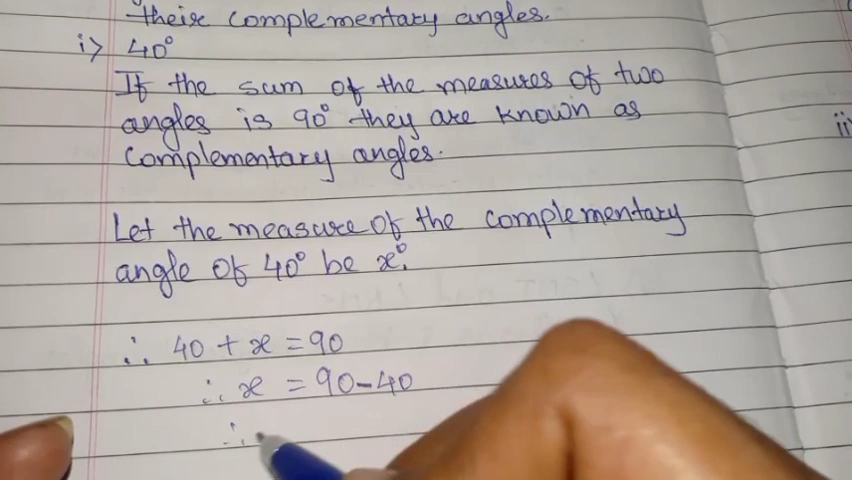 their complementary angles.
i) 40°
If the sum of the measures of two
angles is 90° they are known as
complementary angles.
Let the measure of the complementary
angle of 40° be x°.
∴ 40 + x = 90
∴ x = 90 - 40
∴
ii